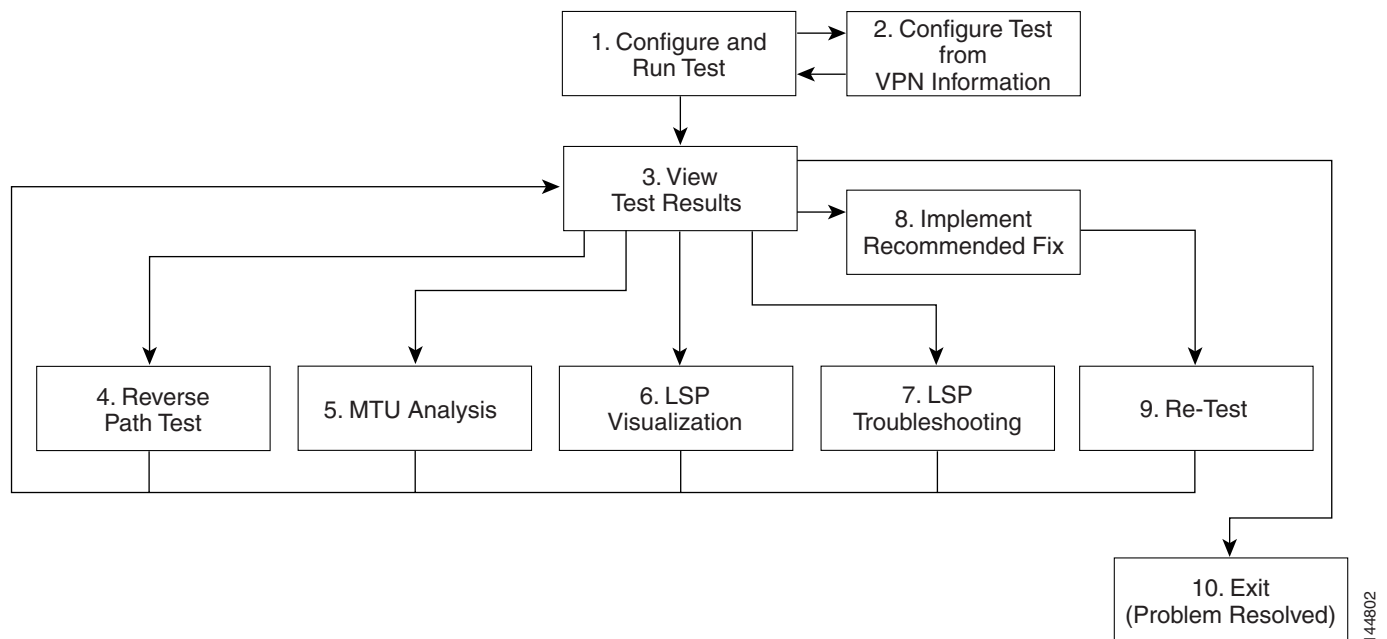 1. Configure and
Run Test
2. Configure Test
from
VPN Information
3. View
Test Results
8. Implement
Recommended Fix
4. Reverse
Path Test
5. MTU Analysis
6. LSP
Visualization
7. LSP
Troubleshooting
9. Re-Test
10. Exit
(Problem Resolved)
144802